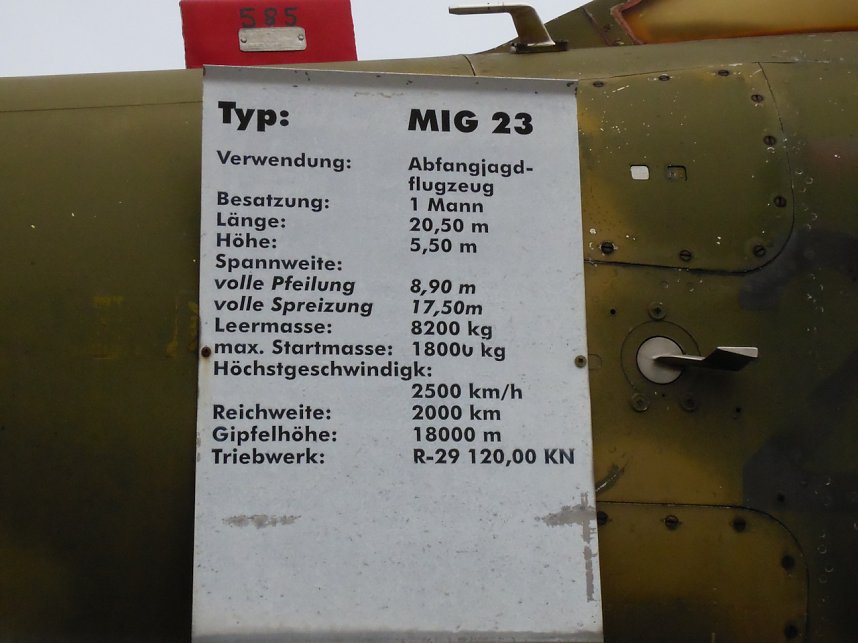 585
Typ: MIG 23
Verwendung: Abfangjagd-
flugzeug
Besatzung: 1 Mann
Länge: 20,50 m
Höhe: 5,50 m
Spannweite:
volle Pfeilung 8,90 m
volle Spreizung 17,50m
Leermasse: 8200 kg
max. Startmasse: 18000 kg
Höchstgeschwindigk:
2500 km/h
Reichweite: 2000 km
Gipfelhöhe: 18000 m
Triebwerk: R-29 120,00 KN